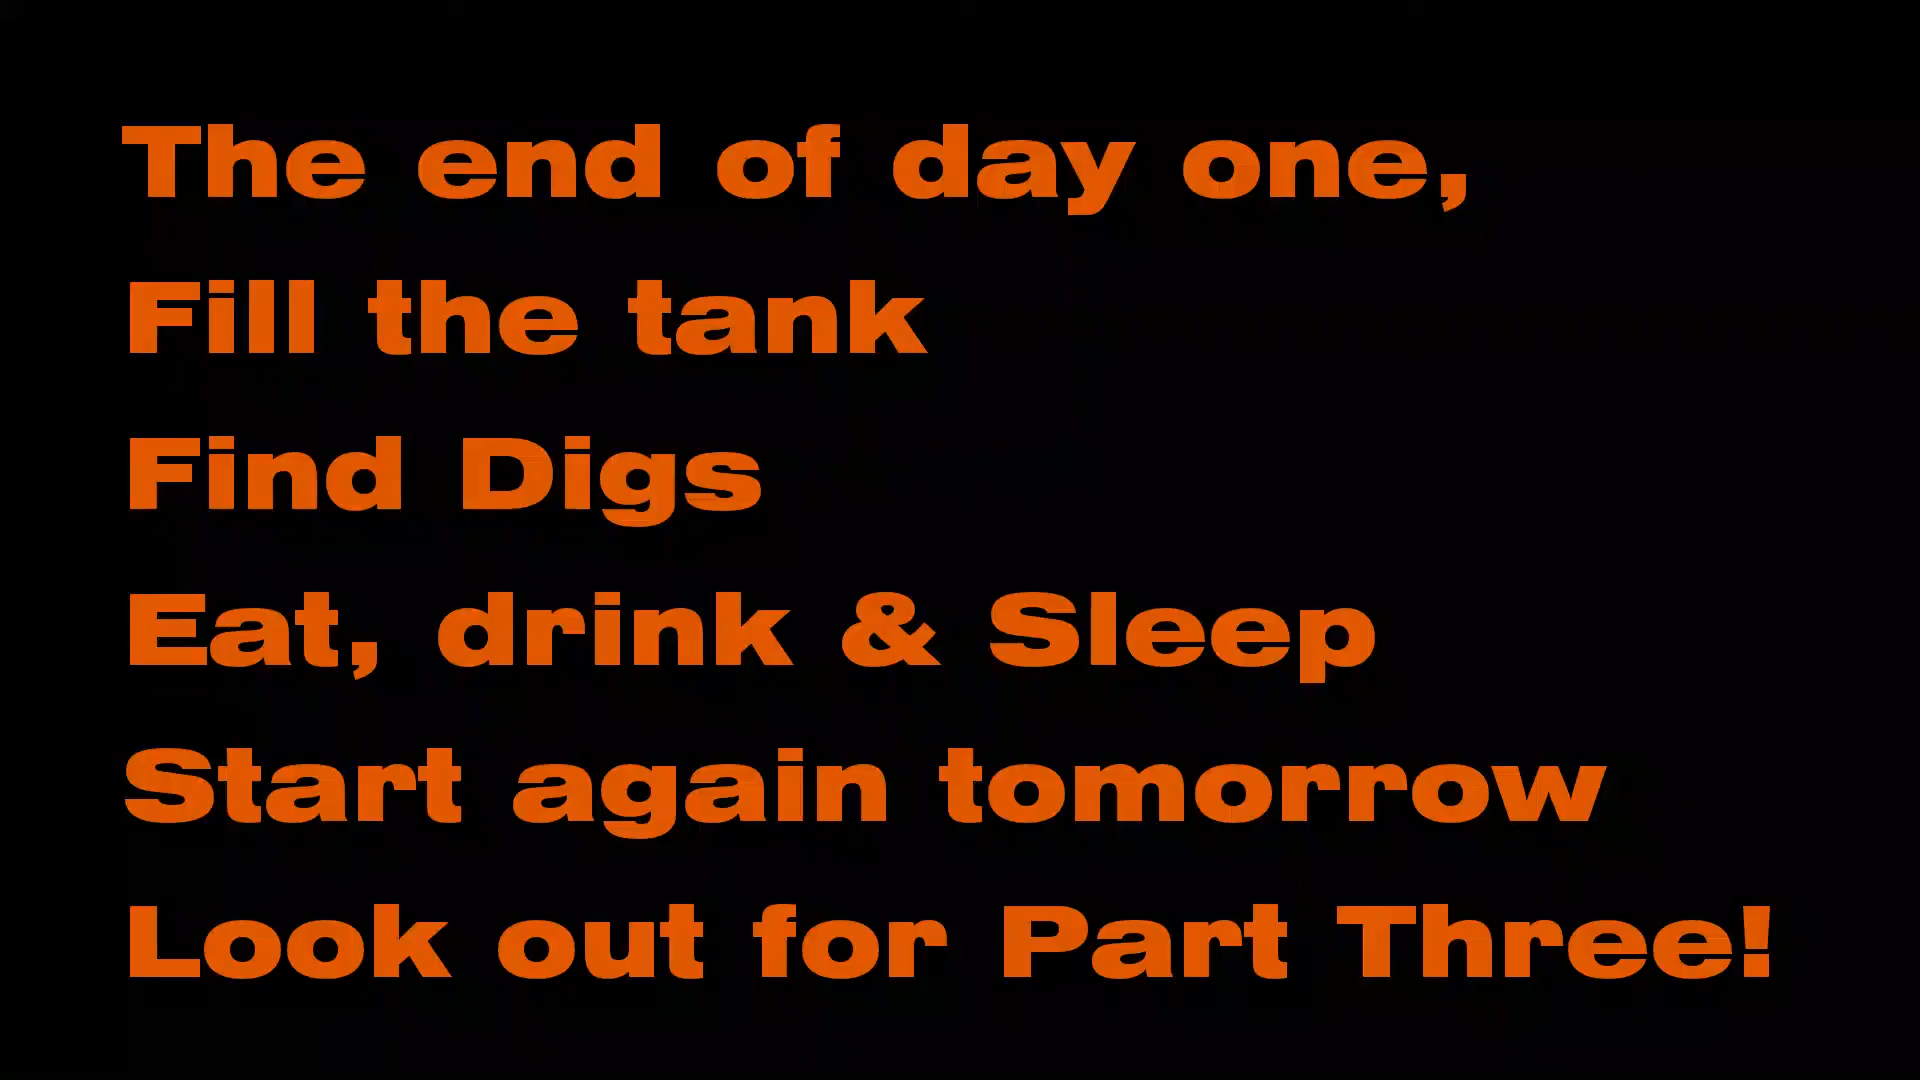 The end of day one,
Fill the tank
Find Digs
Eat, drink & Sleep
Start again tomorrow
Look out for Part Three!